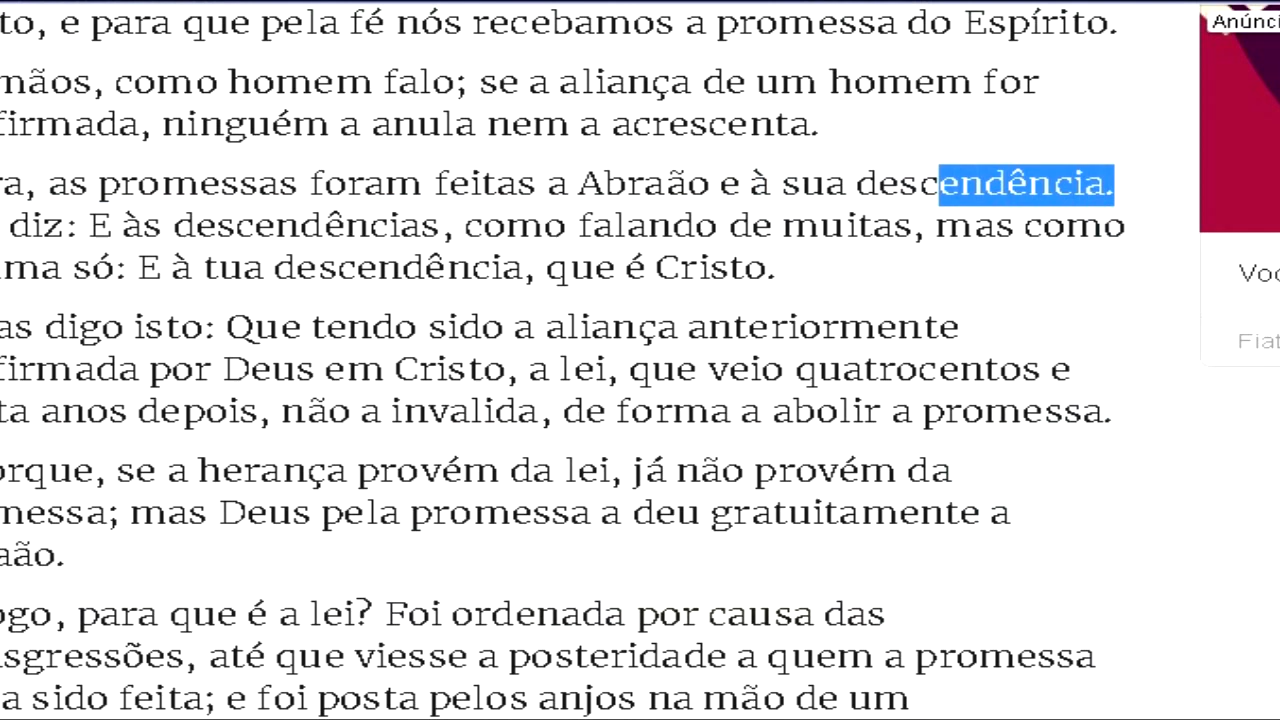 to, e para que pela fé nós recebamos a promessa do Espírito.
mãos, como homem falo; se a aliança de um homem for
firmada, ninguém a anula nem a acrescenta.
ra, as promessas foram feitas a Abraão e à sua descendência.
diz: E às descendências, como falando de muitas, mas como
uma só: E à tua descendência, que é Cristo.
as digo isto: Que tendo sido a aliança anteriormente
firmada por Deus em Cristo, a lei, que veio quatrocentos e
ta anos depois, não a invalida, de forma a abolir a promessa.
orque, se a herança provém da lei, já não provém da
messa; mas Deus pela promessa a deu gratuitamente a
aão.
ogo, para que é a lei? Foi ordenada por causa das
sgressões, até que viesse a posteridade a quem a promessa
a sido feita; e foi posta pelos anjos na mão de um
Anúnci
Voc
Fiat